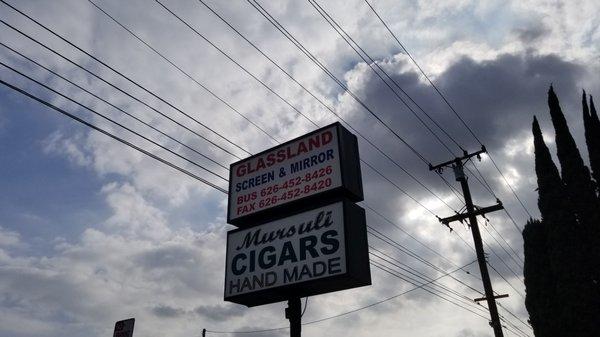 GLASSLAND
SCREEN & MIRROR
BUS 626-452-8426
FAX 626-452-8420
Mursuli
CIGARS
HAND MADE